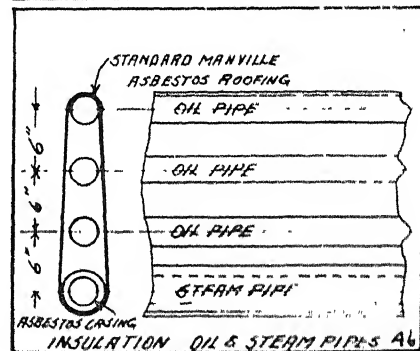 STANDARD MANVILLE
ASBESTOS ROOFING
OIL PIPE
6"
OIL PIPE
6"
OIL PIPE
6"
STEAM PIPE
ASBESTOS CASING
INSULATION OIL & STEAM PIPES